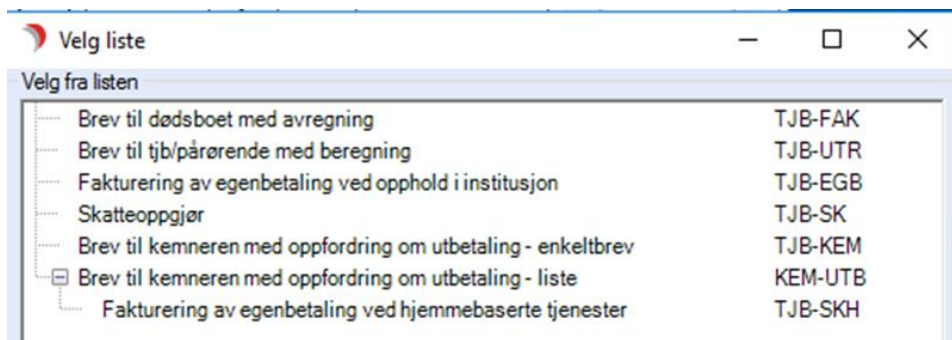 Velg liste
Velg fra listen
Brev til dødsboet med avregning TJB-FAK
Brev til tjb/pårørende med beregning TJB-UTR
Fakturering av egenbetaling ved opphold i institusjon TJB-EGB
Skatteoppgjør TJB-SK
Brev til kemneren med oppfordring om utbetaling - enkeltbrev TJB-KEM
Brev til kemneren med oppfordring om utbetaling - liste KEM-UTB
Fakturering av egenbetaling ved hjemmebaserte tjenester TJB-SKH